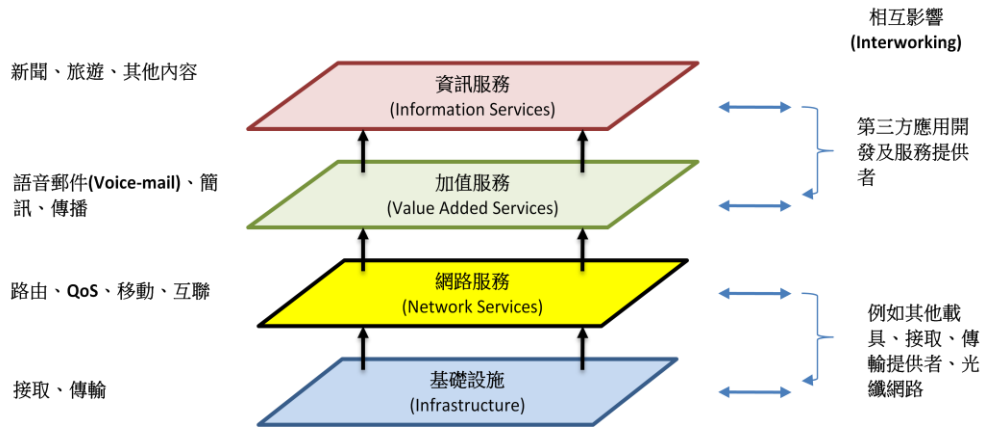 相互影響
(Interworking)
新聞、旅遊、其他內容
資訊服務
(Information Services)
第三方應用開
發及服務提供
者
語音郵件(Voice-mail)、簡
訊、傳播
加值服務
(Value Added Services)
路由、QoS、移動、互聯
網路服務
(Network Services)
例如其他載
具、接取、傳
輸提供者、光
纖網路
接取、傳輸
基礎設施
(Infrastructure)